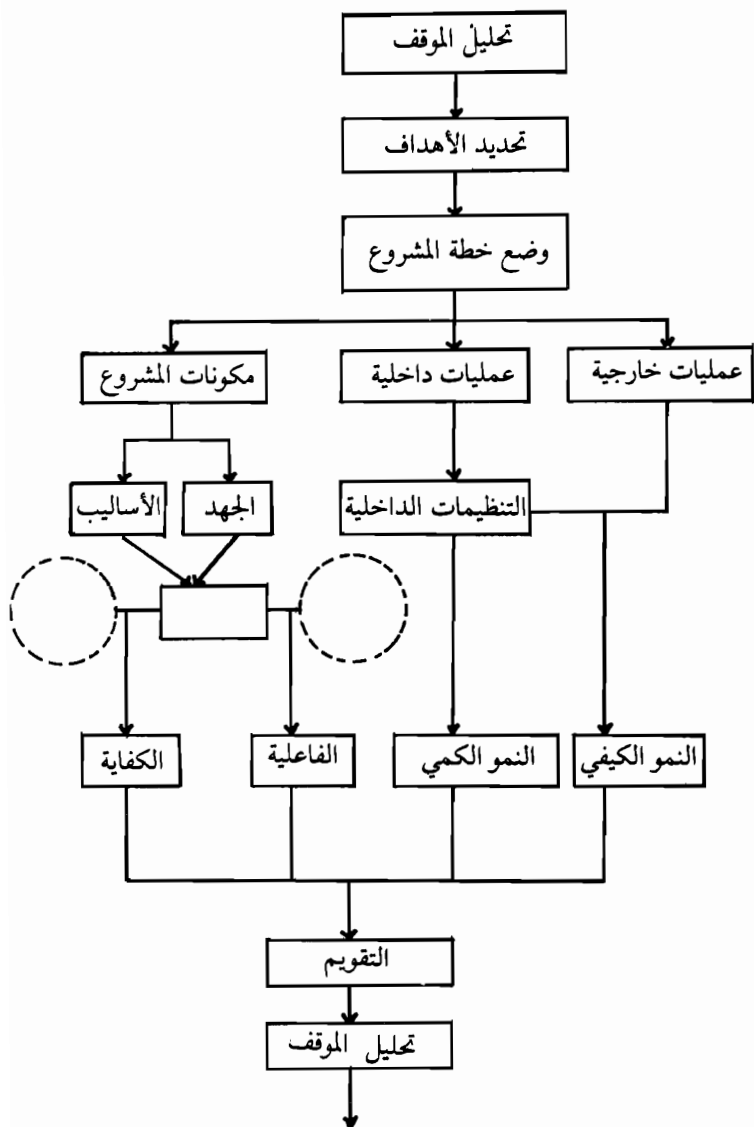 تحليل الموقف
تحديد الأهداف
وضع خطة المشروع
عمليات خارجية
عمليات داخلية
مكونات المشروع
التنظيمات الداخلية
الجهد
الأساليب
النمو الكيفي
النمو الكمي
الفاعلية
الكفاية
التقويم
تحليل الموقف